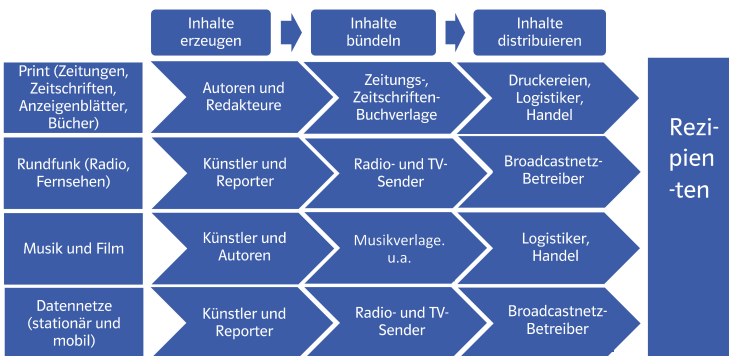 Inhalte
erzeugen
Inhalte
bündeln
Inhalte
distribuieren
Print (Zeitungen,
Zeitschriften,
Anzeigenblätter,
Bücher)
Autoren und
Redakteure
Zeitungs-,
Zeitschriften-
Buchverlage
Druckereien,
Logistiker,
Handel
Rezi-
pien
-ten
Rundfunk (Radio,
Fernsehen)
Künstler und
Reporter
Radio- und TV-
Sender
Broadcastnetz-
Betreiber
Musik und Film
Künstler und
Autoren
Musikverlage.
u.a.
Logistiker,
Handel
Datennetze
(stationär und
mobil)
Künstler und
Reporter
Radio- und TV-
Sender
Broadcastnetz-
Betreiber